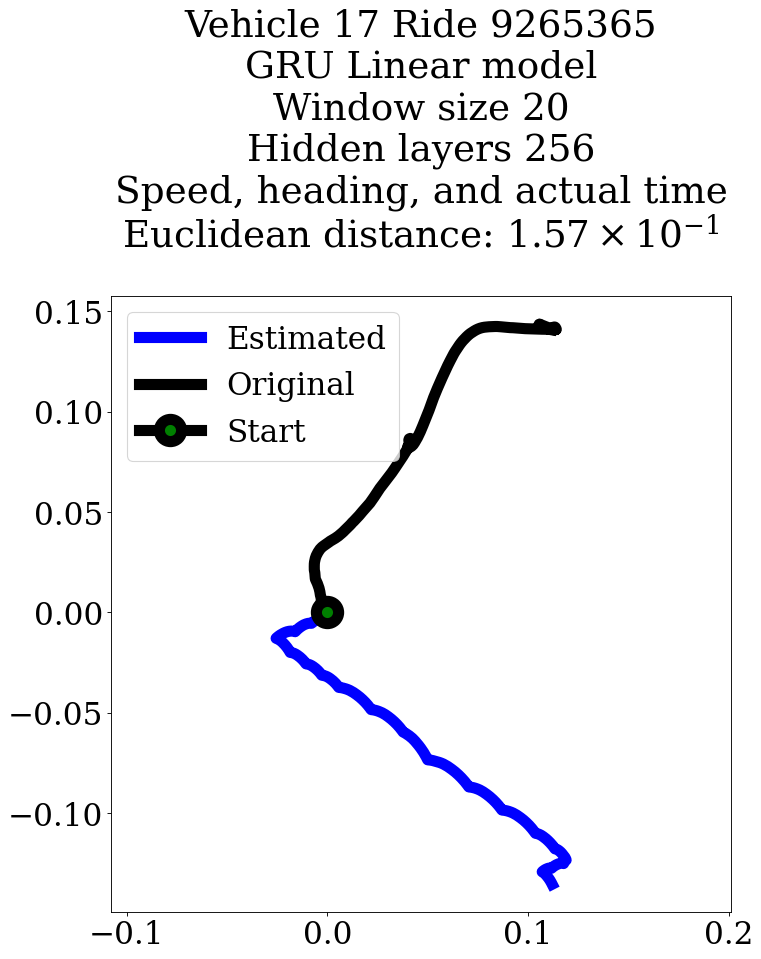 Vehicle 17 Ride 9265365
GRU Linear model
Window size 20
Hidden layers 256
Speed, heading, and actual time
Euclidean distance: 1.57 × 10⁻¹
Estimated
Original
Start
0.15
0.10
0.05
0.00
−0.05
−0.10
−0.1
0.0
0.1
0.2